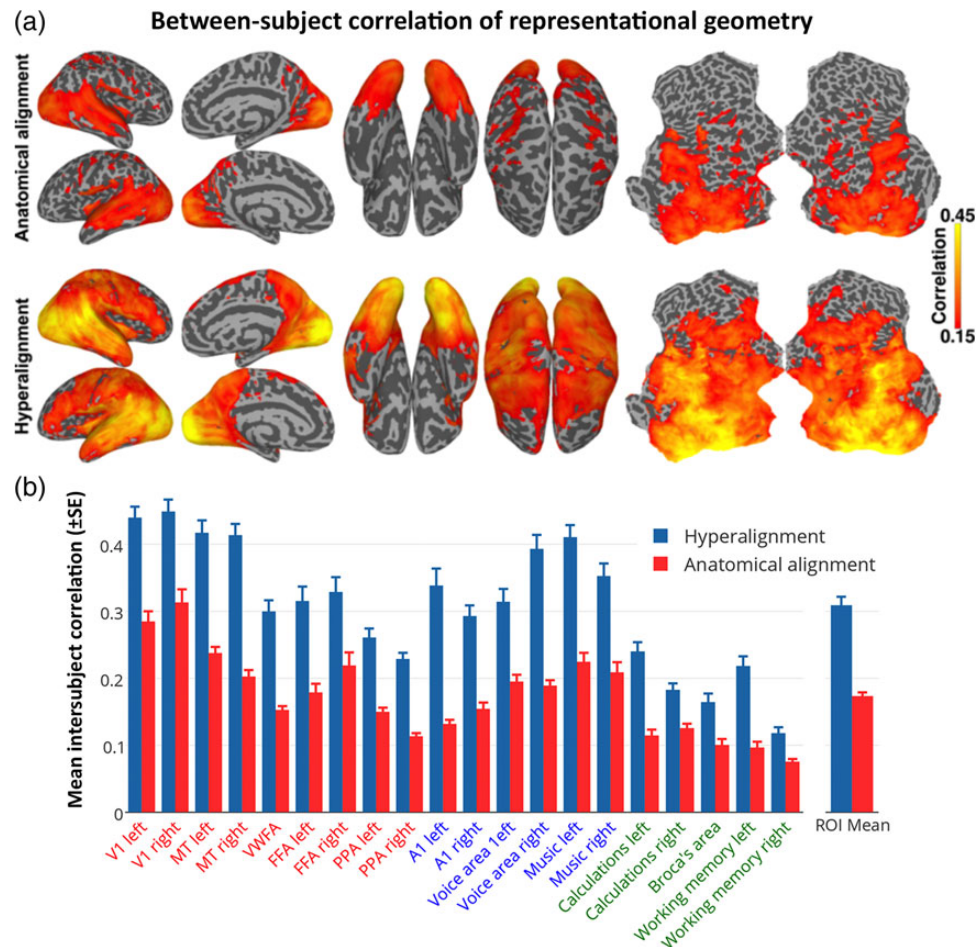 (a)
Between-subject correlation of representational geometry
Anatomical alignment
Hyperalignment
0.45
Correlation
0.15
(b)
Mean intersubject correlation (±SE)
0.4
0.3
0.2
0.1
0
Hyperalignment
Anatomical alignment
V1 left
V1 right
MT left
MT right
VWFA
FFA left
FFA right
PPA left
PPA right
A1 left
A1 right
Voice area left
Voice area right
Music left
Music right
Calculations left
Calculations right
Broca's area
Working memory left
Working memory right
ROI Mean